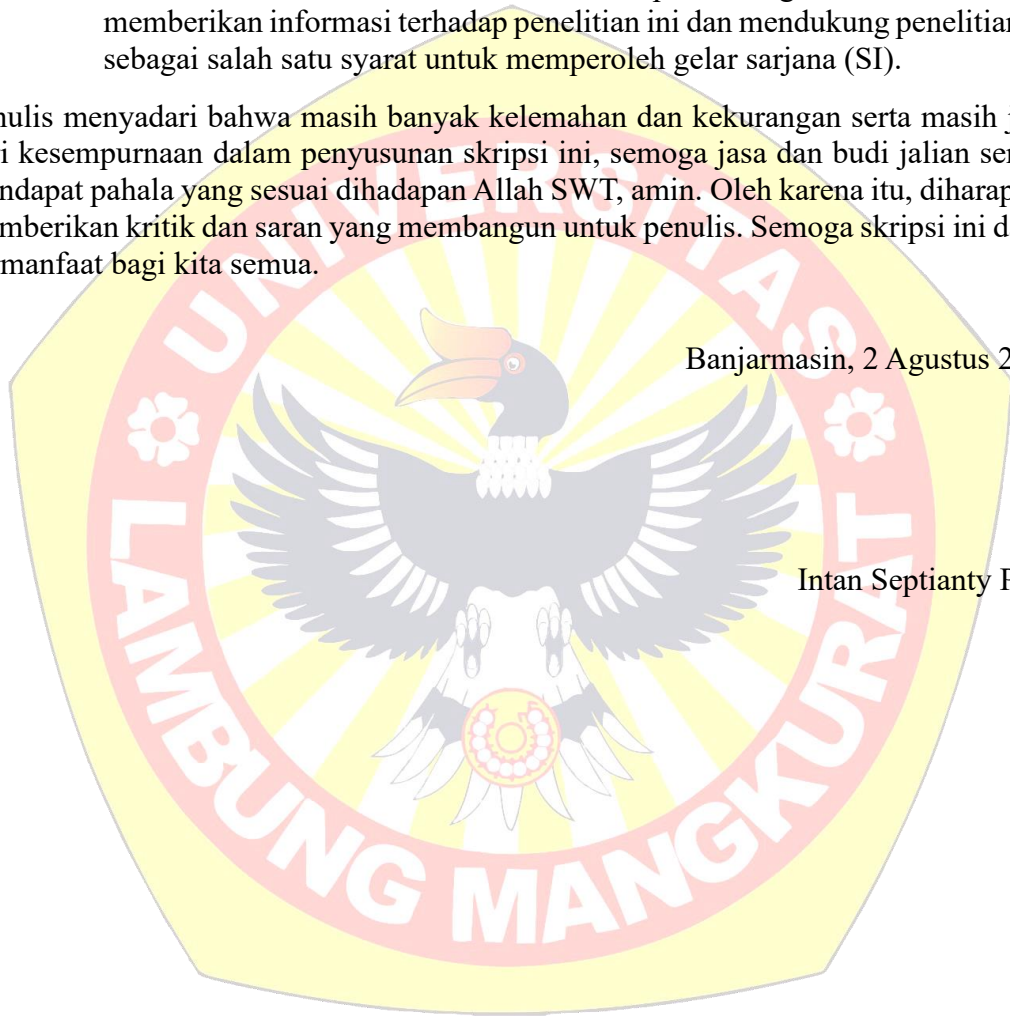 memberikan informasi terhadap penelitian ini dan mendukung penelitian
sebagai salah satu syarat untuk memperoleh gelar sarjana (SI).
nulis menyadari bahwa masih banyak kelemahan dan kekurangan serta masih j
i kesempurnaan dalam penyusunan skripsi ini, semoga jasa dan budi jalian se
ndapat pahala yang sesuai dihadapan Allah SWT, amin. Oleh karena itu, diharap
mberikan kritik dan saran yang membangun untuk penulis. Semoga skripsi ini d
manfaat bagi kita semua.
Banjarmasin, 2 Agustus 2
Intan Septianty
UNIVERSITAS
LAMBUNG MANGKURAT